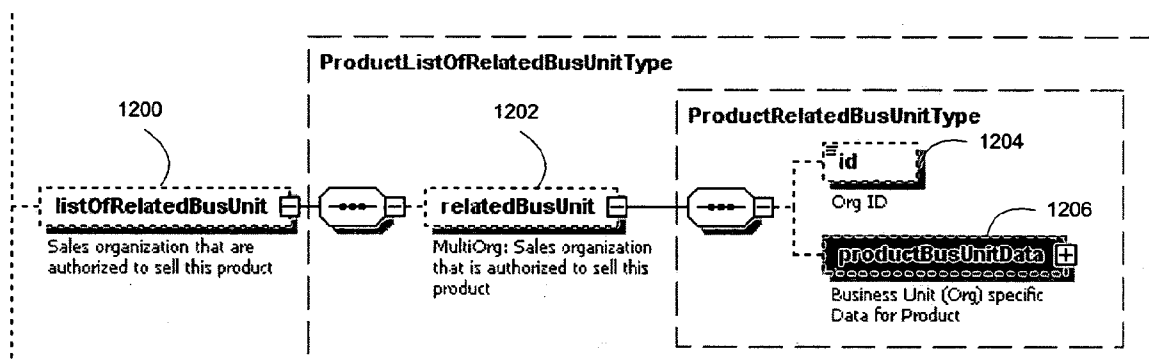 ProductListOfRelatedBusUnitType
1200
1202
ProductRelatedBusUnitType
1204
id
Org ID
listOfRelatedBusUnit
relatedBusUnit
1206
Sales organization that are
authorized to sell this product
MultiOrg: Sales organization
that is authorized to sell this
product
productBusUnitData
Business Unit (Org) specific
Data for Product